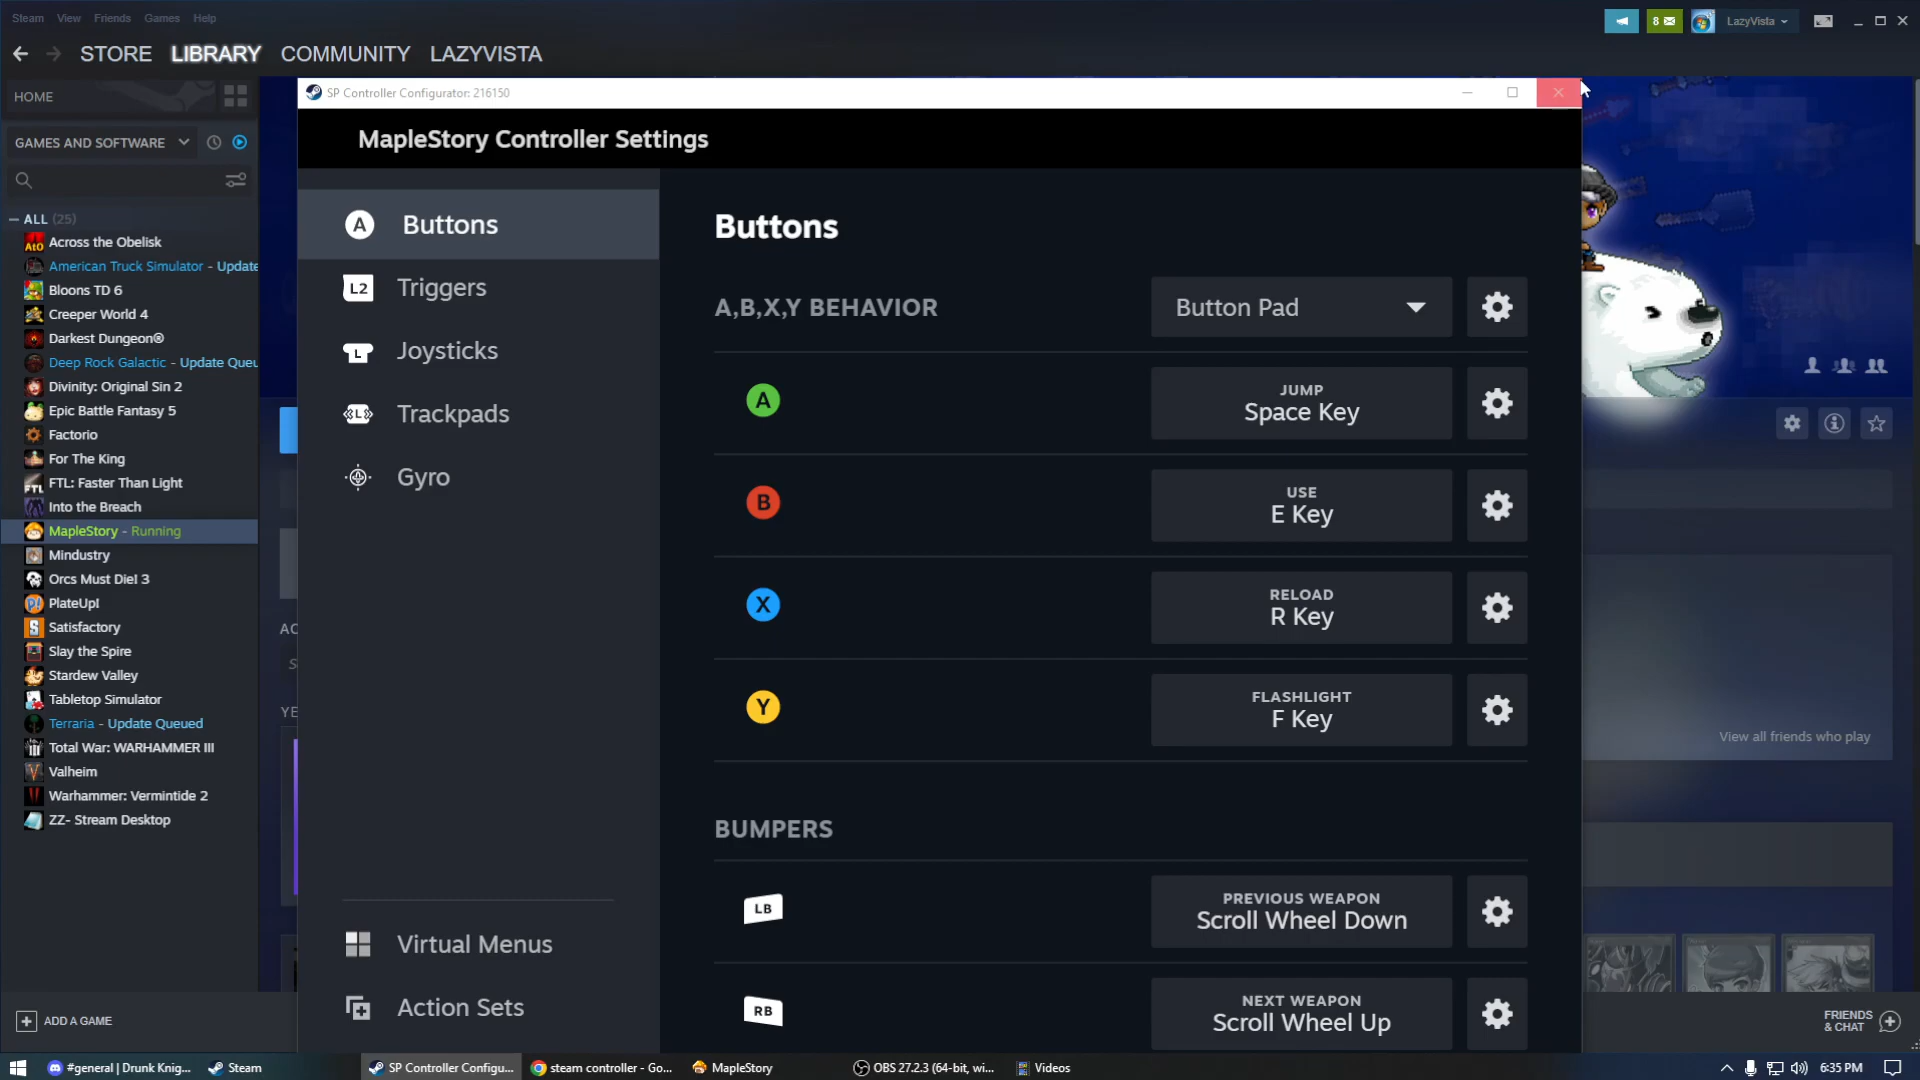 Steam View Friends Games Help
8
LazyVista
STORE LIBRARY COMMUNITY LAZYVISTA
HOME
SP Controller Configurator: 216150
MapleStory Controller Settings
GAMES AND SOFTWARE
ALL (25)
Across the Obelisk
American Truck Simulator - Update
Bloons TD 6
Creeper World 4
Darkest Dungeon®
Deep Rock Galactic - Update Queu
Divinity: Original Sin 2
Epic Battle Fantasy 5
Factorio
For The King
FTL: Faster Than Light
Into the Breach
MapleStory - Running
Mindustry
Orcs Must Die! 3
PlateUp!
Satisfactory
Slay the Spire
Stardew Valley
Tabletop Simulator
Terraria - Update Queued
Total War: WARHAMMER III
Valheim
Warhammer: Vermintide 2
ZZ- Stream Desktop
ADD A GAME
A Buttons
L2 Triggers
L Joysticks
L Trackpads
Gyro
Virtual Menus
Action Sets
Buttons
A,B,X,Y BEHAVIOR
Button Pad
A
JUMP
Space Key
B
USE
E Key
X
RELOAD
R Key
Y
FLASHLIGHT
F Key
BUMPERS
LB
PREVIOUS WEAPON
Scroll Wheel Down
RB
NEXT WEAPON
Scroll Wheel Up
View all friends who play
FRIENDS
& CHAT
#general | Drunk Knig...
Steam
SP Controller Configu...
steam controller - Go...
MapleStory
OBS 27.2.3 (64-bit, wi...
Videos
6:35 PM